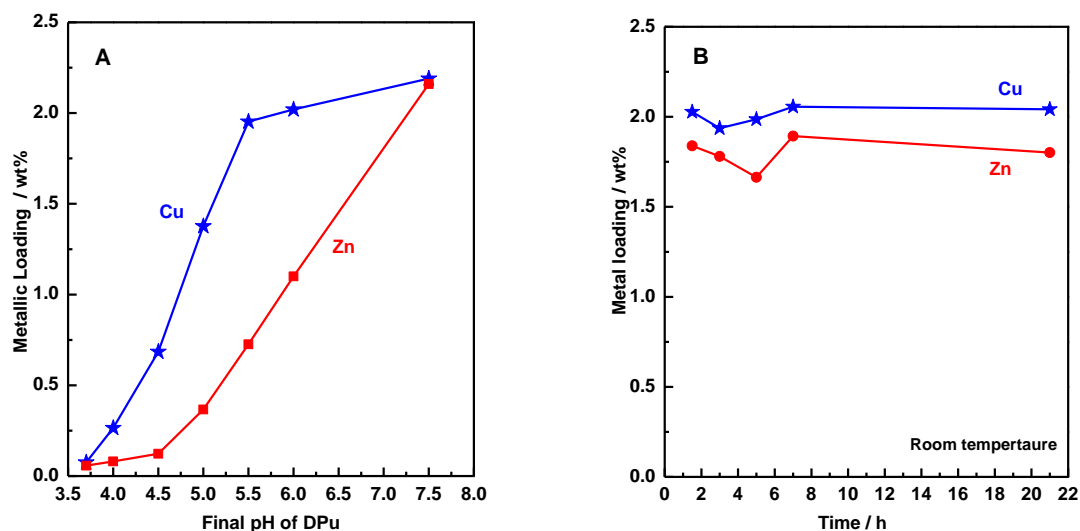 A
Cu
Zn
Metallic Loading / wt%
2.5
2.0
1.5
1.0
0.5
0.0
3.5 4.0 4.5 5.0 5.5 6.0 6.5 7.0 7.5 8.0
Final pH of DPu
B
Cu
Zn
Room tempertaure
Metal loading / wt%
2.5
2.0
1.5
1.0
0.5
0.0
0 2 4 6 8 10 12 14 16 18 20 22
Time / h